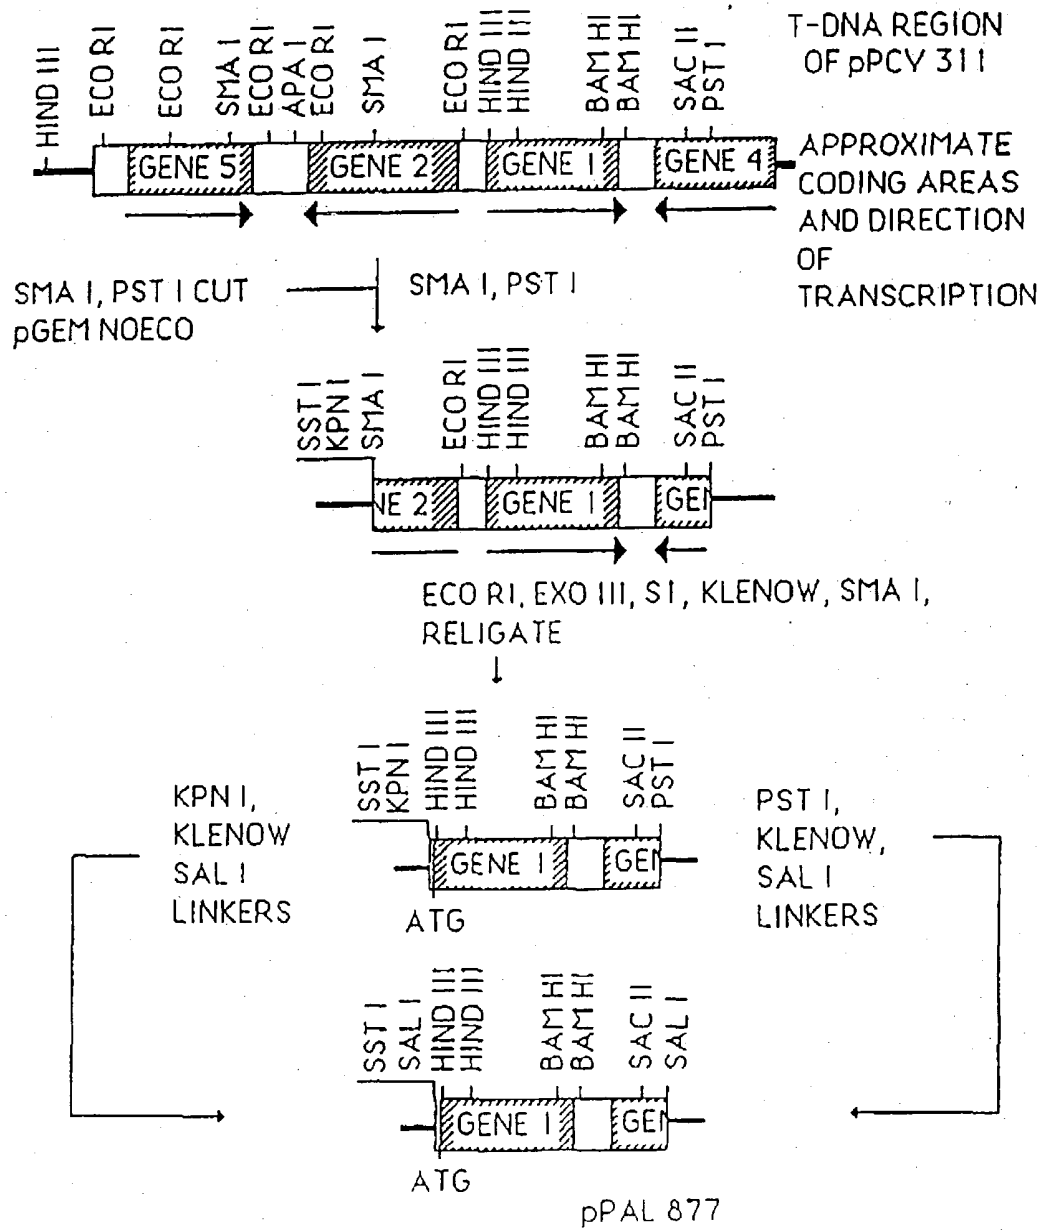 HIND III
ECO RI
ECO RI
SMA I
ECO RI
APA I
ECO RI
SMA I
ECO RI
HIND III
HIND III
BAM HI
BAM HI
SAC II
PST I
T-DNA REGION
OF pPCV 311
GENE 5
GENE 2
GENE 1
GENE 4
APPROXIMATE
CODING AREAS
AND DIRECTION
OF
TRANSCRIPTION
SMA I, PST I CUT
pGEM NOECO
SMA I, PST I
SST I
KPN I
SMA I
ECO RI
HIND III
HIND III
BAM HI
BAM HI
SAC II
PST I
NE 2
GENE 1
GEN
ECO RI, EXO III, S1, KLENOW, SMA I,
RELIGATE
SST I
KPN I
HIND III
HIND III
BAM HI
BAM HI
SAC II
PST I
KPN I,
KLENOW
SAL I
LINKERS
GENE 1
GEN
ATG
PST I,
KLENOW,
SAL I
LINKERS
SST I
SAL I
HIND III
HIND III
BAM HI
BAM HI
SAC II
SAL I
GENE 1
GEN
ATG
pPAL 877